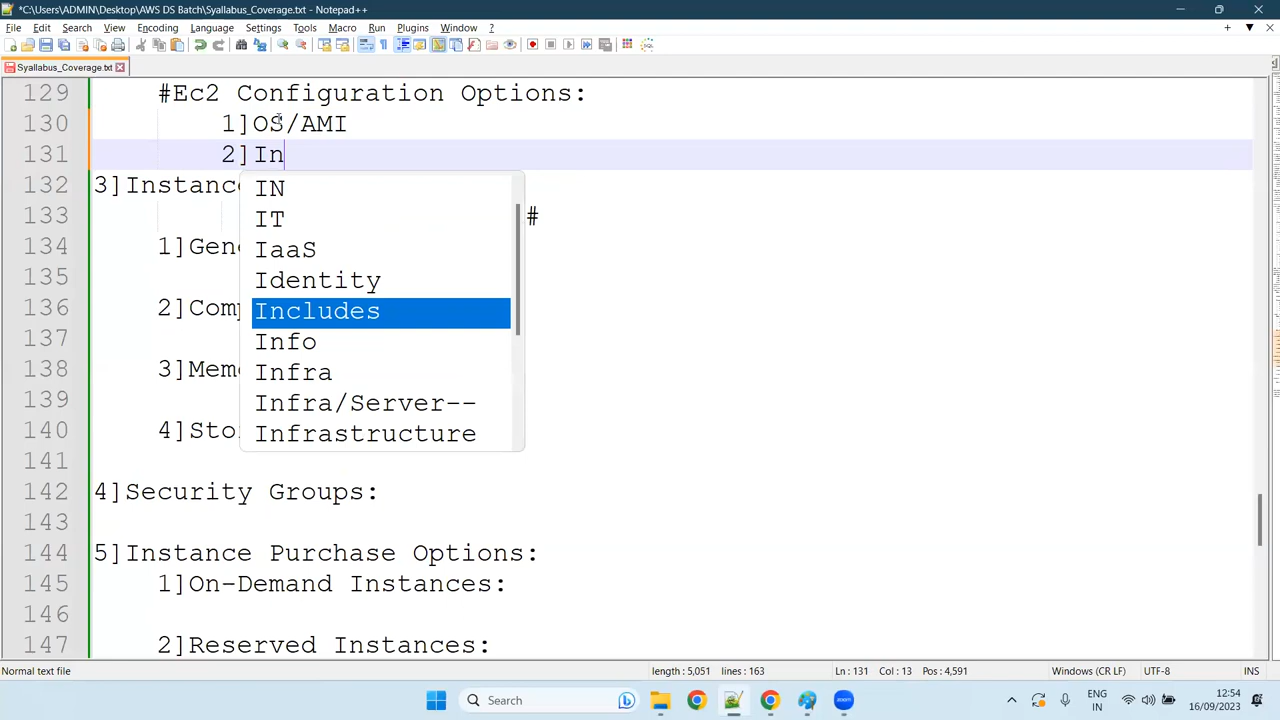 *C:\Users\ADMIN\Desktop\AWS DS Batch\Syallabus_Coverage.txt - Notepad++
File Edit Search View Encoding Language Settings Tools Macro Run Plugins Window ?
Syallabus_Coverage.txt
129 #Ec2 Configuration Options:
130 1]OS/AMI
131 2]In
132 3]Instance
133 #
134 1]Gene
135
136 2]Comp
137
138 3]Memo
139
140 4]Sto
141
142 4]Security Groups:
143
144 5]Instance Purchase Options:
145 1]On-Demand Instances:
146
147 2]Reserved Instances:
IN
IT
IaaS
Identity
Includes
Info
Infra
Infra/Server--
Infrastructure
Normal text file length : 5,051 lines : 163 Ln : 131 Col : 13 Pos : 4,591 Windows (CR LF) UTF-8 INS
Search
ENG
IN
12:54
16/09/2023